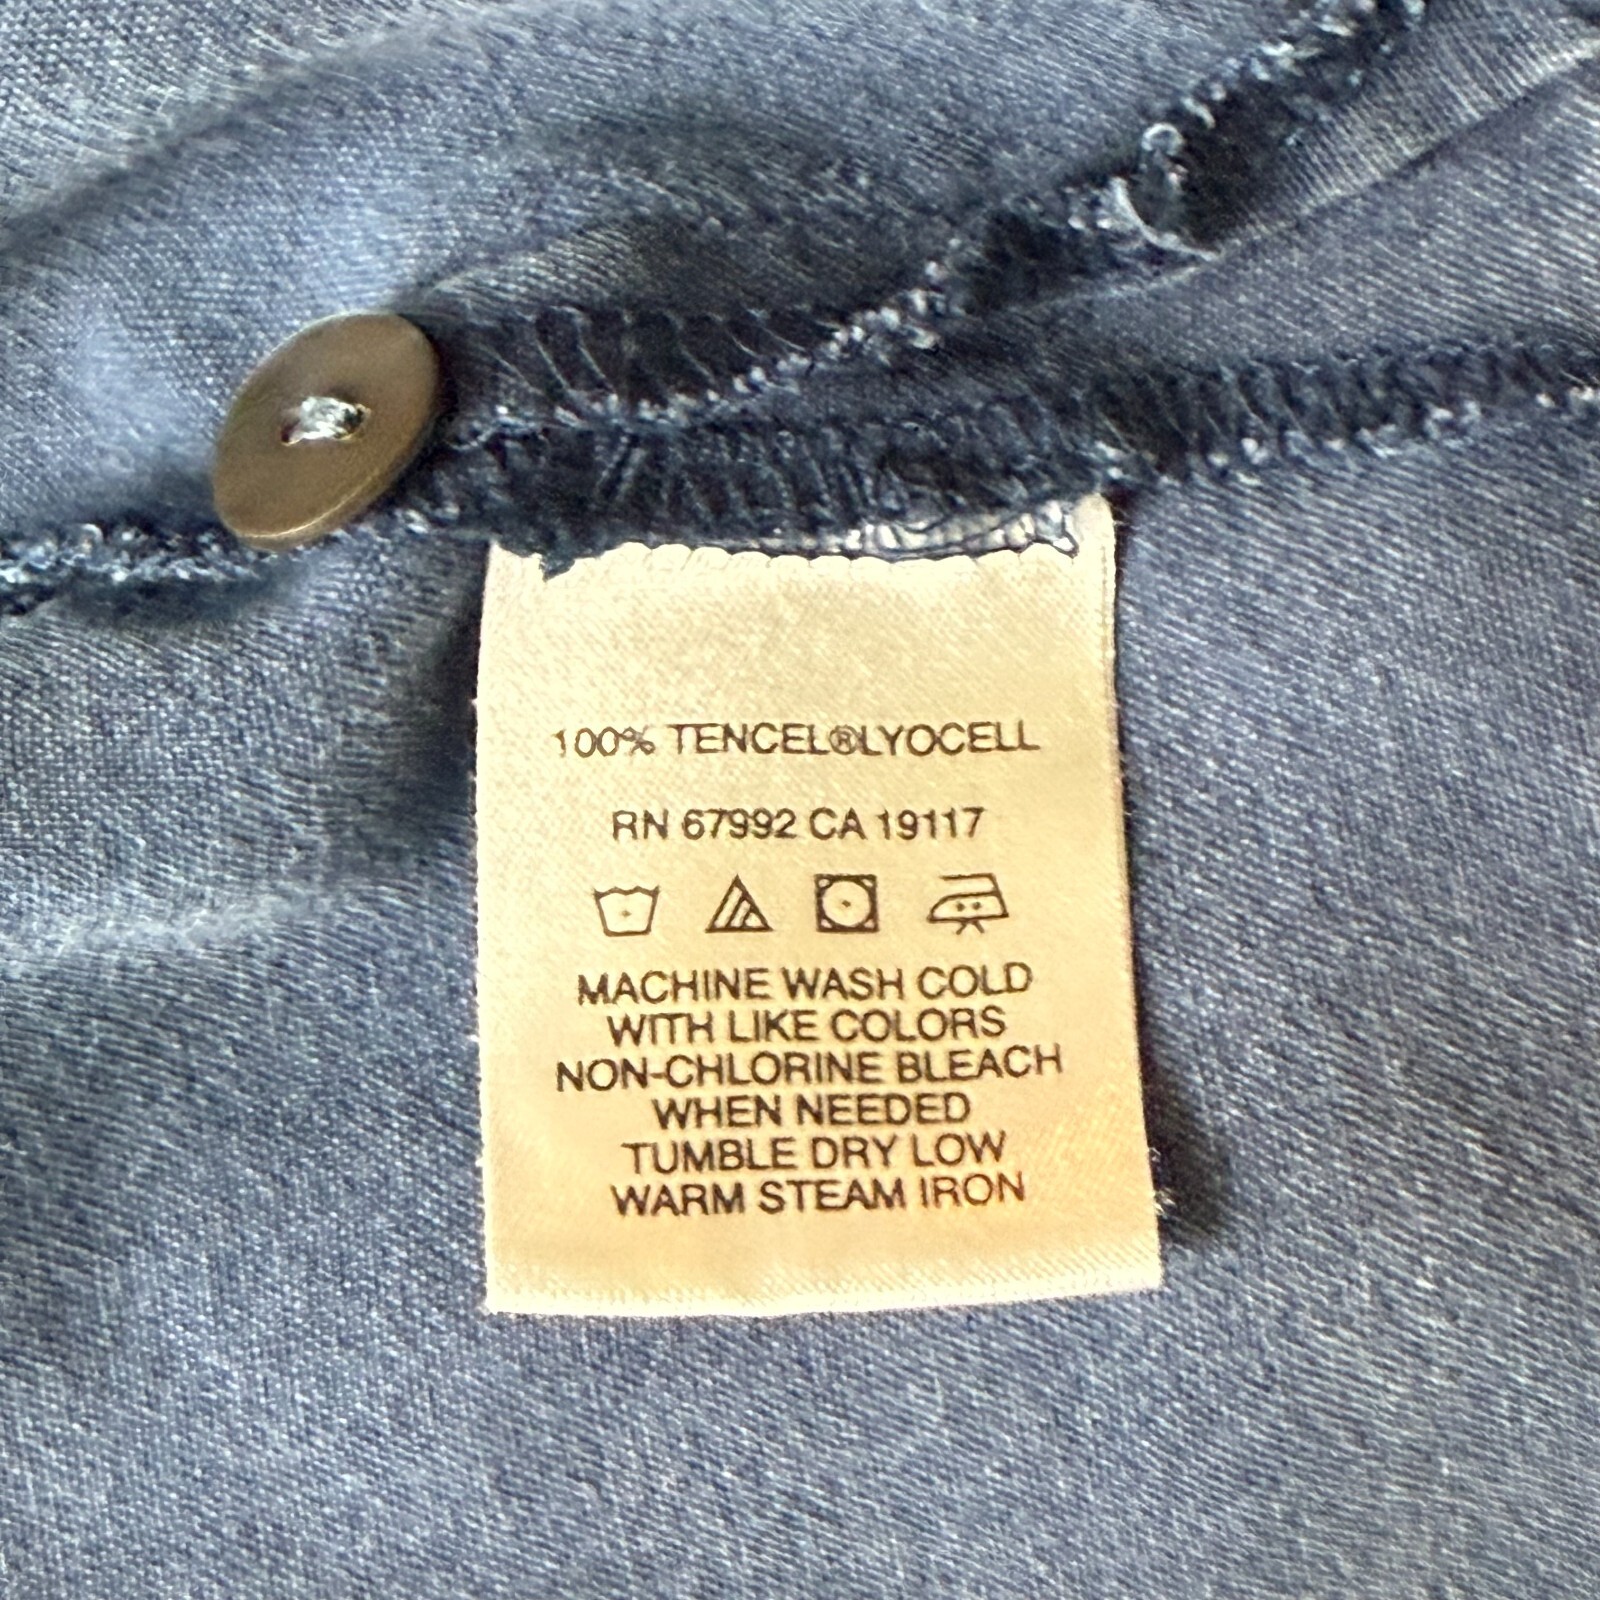 100% TENCEL®LYOCELL
RN 67992 CA 19117
MACHINE WASH COLD
WITH LIKE COLORS
NON-CHLORINE BLEACH
WHEN NEEDED
TUMBLE DRY LOW
WARM STEAM IRON